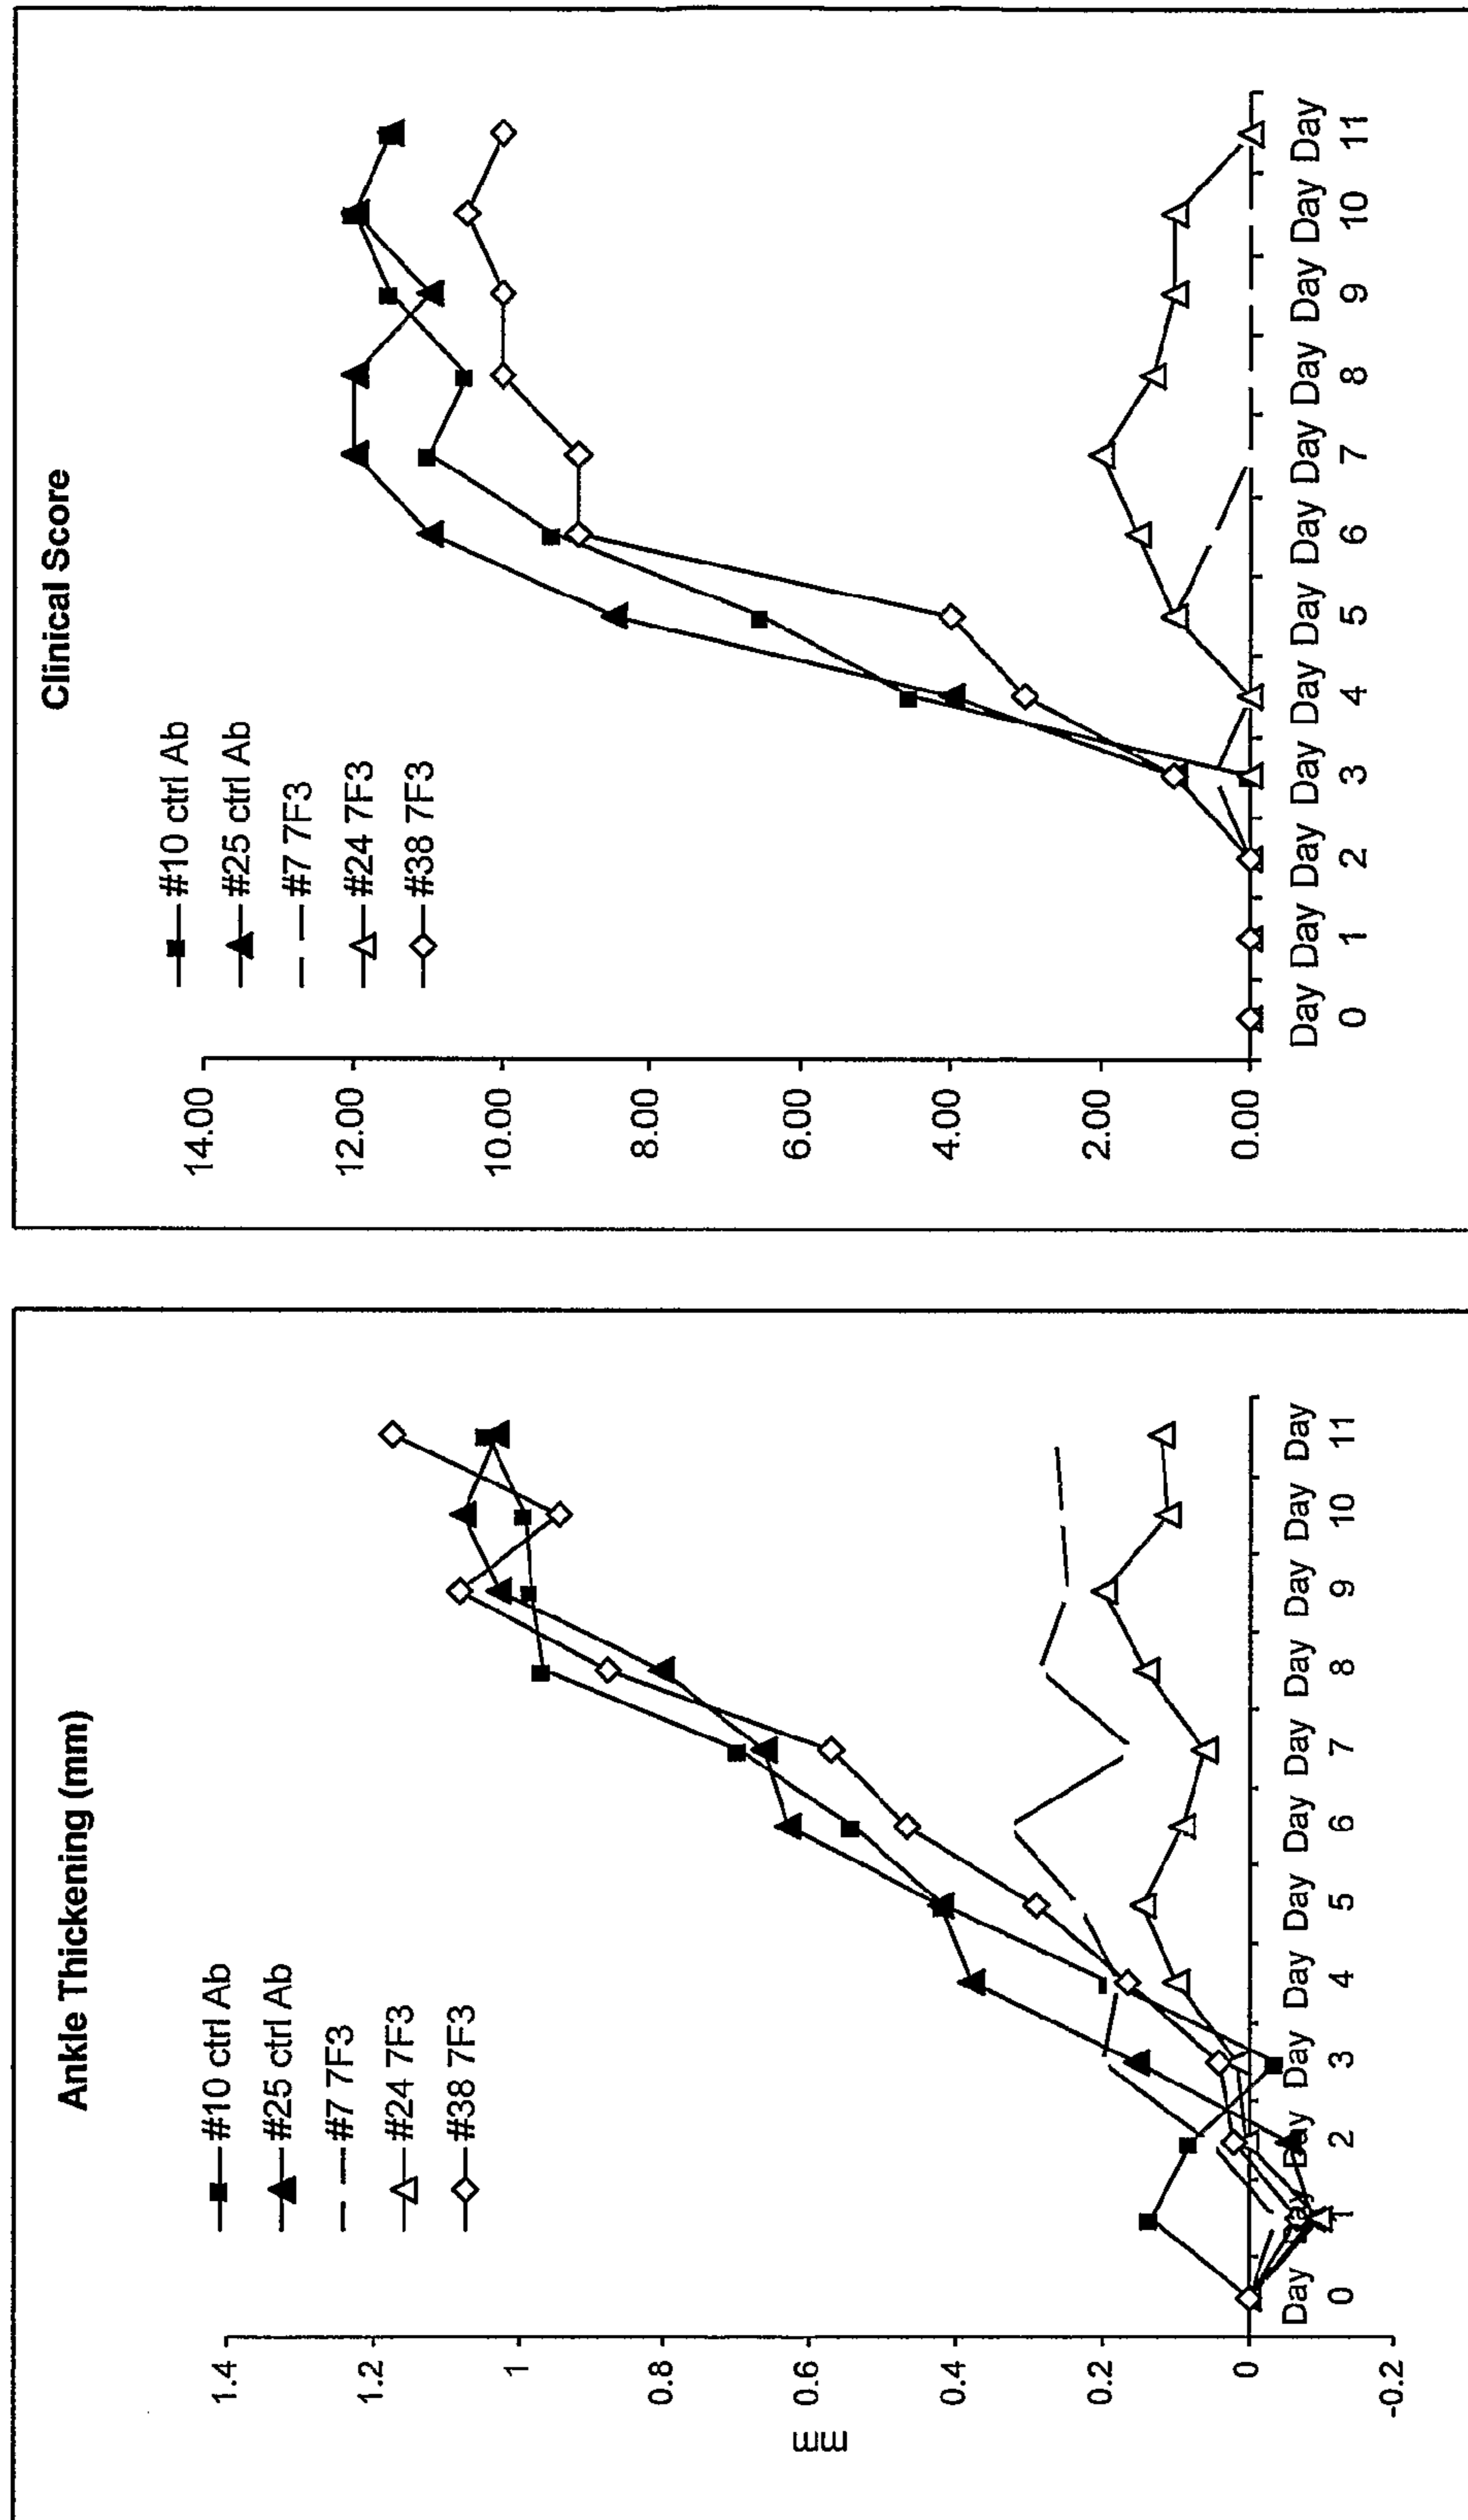 Ankle Thickening (mm)
#10 ctrl Ab
#25 ctrl Ab
#7 7F3
#24 7F3
#38 7F3
mm
1.4
1.2
1
0.8
0.6
0.4
0.2
0
-0.2
Day Day Day Day Day Day Day Day Day Day Day Day
0 1 2 3 4 5 6 7 8 9 10 11
Clinical Score
#10 ctrl Ab
#25 ctrl Ab
#7 7F3
#24 7F3
#38 7F3
14.00
12.00
10.00
8.00
6.00
4.00
2.00
0.00
Day Day Day Day Day Day Day Day Day Day Day Day
0 1 2 3 4 5 6 7 8 9 10 11